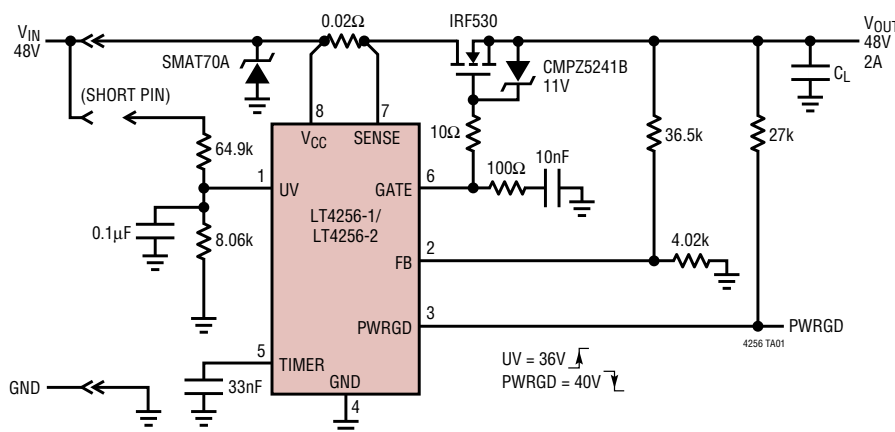 VIN
48V
0.02Ω
IRF530
VOUT
48V
2A
SMAT70A
CMPZ5241B
11V
CL
(SHORT PIN)
8
7
VCC
SENSE
64.9k
10Ω
36.5k
27k
100Ω
10nF
1
UV
GATE
6
LT4256-1/
LT4256-2
0.1µF
8.06k
FB
2
4.02k
PWRGD
3
PWRGD
4256 TA01
5
TIMER
UV = 36V
PWRGD = 40V
GND
33nF
GND
4